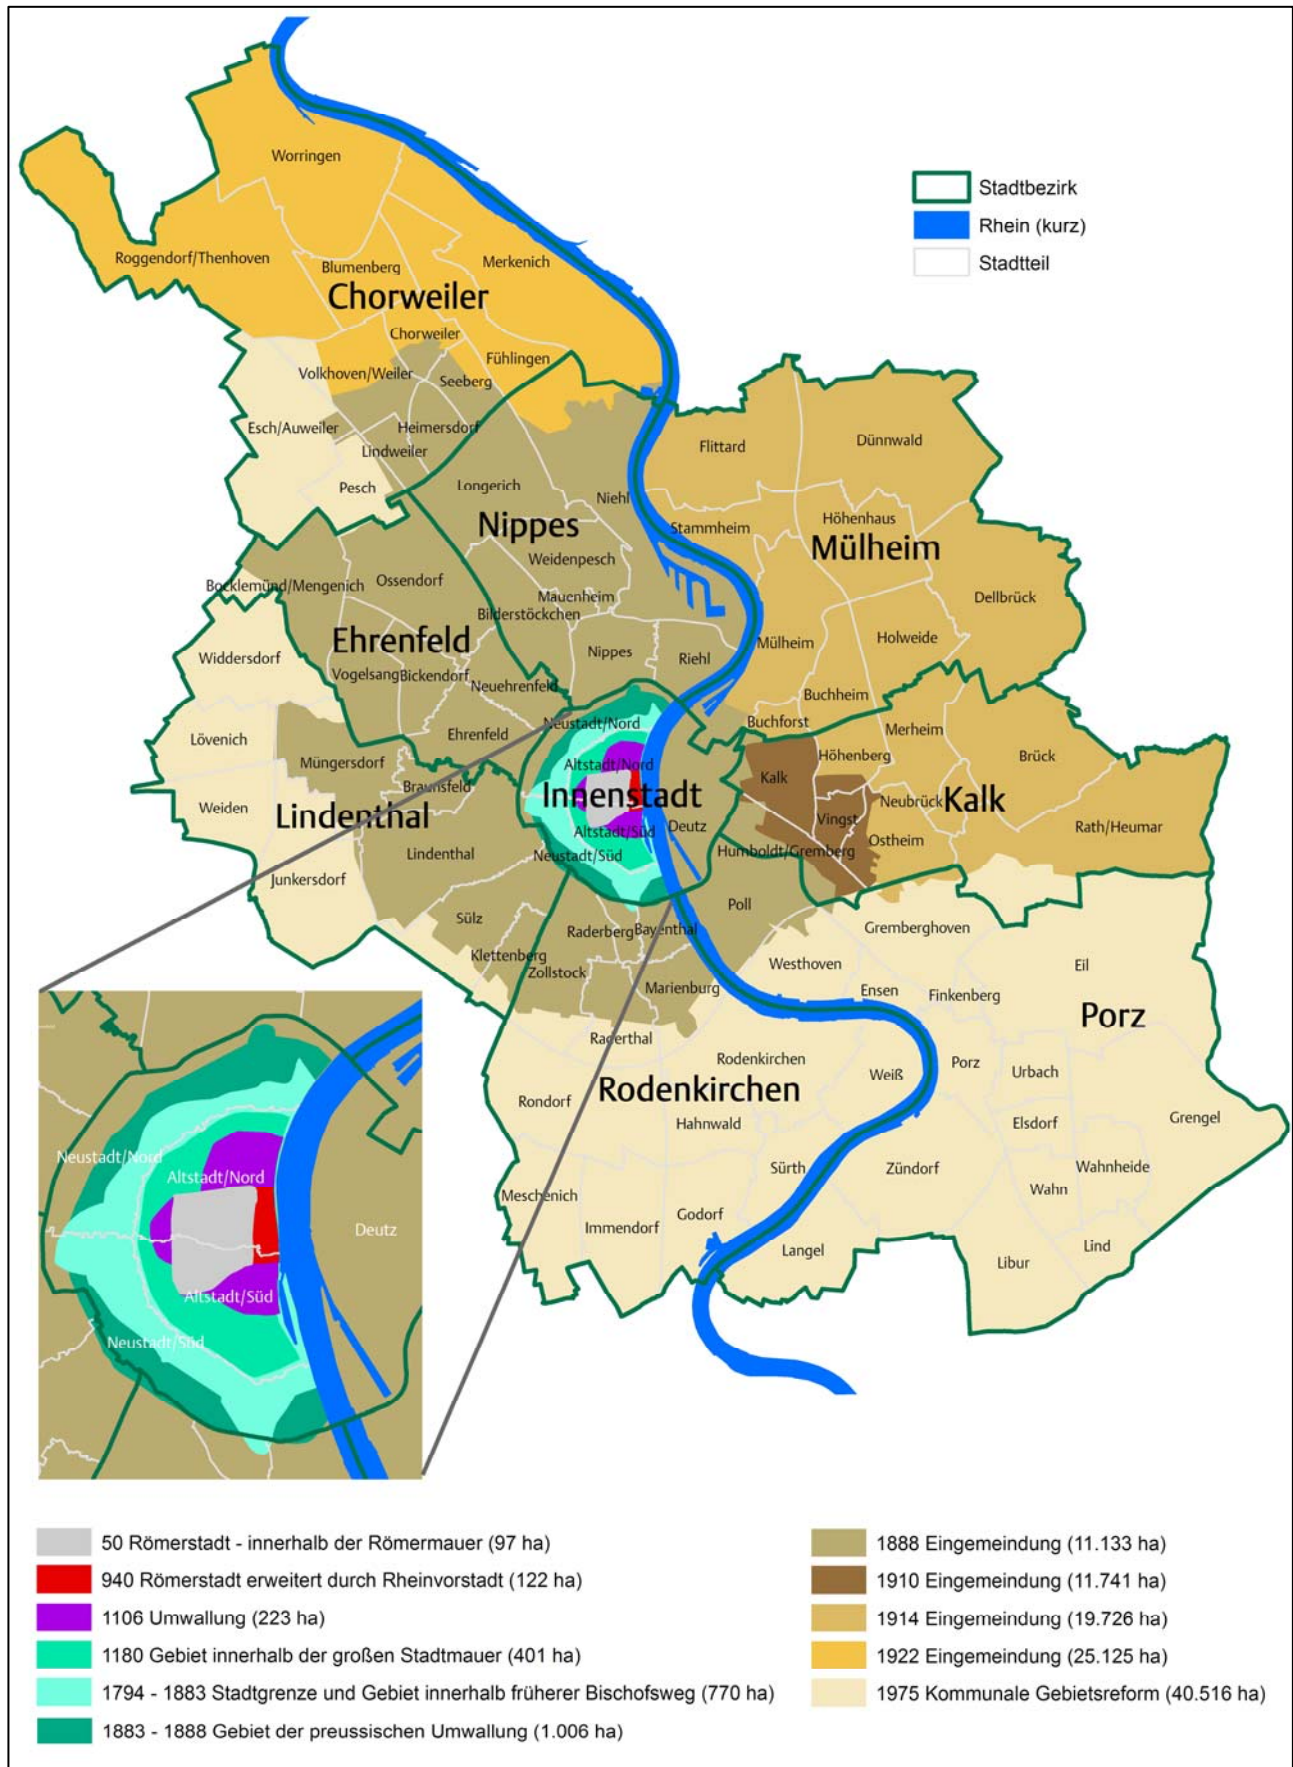 Stadtbezirk
Rhein (kurz)
Stadtteil
Worringen
Roggendorf/Thenhoven
Blumenberg
Merkenich
Chorweiler
Chorweiler
Fühlingen
Volkhoven/Weiler
Seeberg
Esch/Auweiler
Heimersdorf
Lindweiler
Pesch
Longerich
Niehl
Nippes
Weidenpesch
Mauenheim
Bilderstöckchen
Nippes
Riehl
Flittard
Dünnwald
Stammheim
Höhenhaus
Mülheim
Dellbrück
Mülheim
Holweide
Buchheim
Buchforst
Bocklemünd/Mengenich
Ossendorf
Ehrenfeld
Vogelsang
Bickendorf
Neuehrenfeld
Ehrenfeld
Widdersdorf
Lövenich
Weiden
Müngersdorf
Braunsfeld
Lindenthal
Lindenthal
Junkersdorf
Sülz
Klettenberg
Neustadt/Nord
Altstadt/Nord
Innenstadt
Altstadt/Süd
Deutz
Neustadt/Süd
Merheim
Brück
Höhenberg
Kalk
Neubrück
Kalk
Vingst
Ostheim
Rath/Heumar
Humboldt/Gremberg
Poll
Raderberg
Bayenthal
Zollstock
Marienburg
Raderthal
Rodenkirchen
Rodenkirchen
Weiß
Rondorf
Hahnwald
Sürth
Meschenich
Immendorf
Godorf
Gremberghoven
Westhoven
Eil
Ensen
Finkenberg
Porz
Porz
Urbach
Elsdorf
Grengel
Zündorf
Wahnheide
Wahn
Langel
Libur
Lind
Neustadt/Nord
Altstadt/Nord
Deutz
Altstadt/Süd
Neustadt/Süd
50 Römerstadt - innerhalb der Römermauer (97 ha)
940 Römerstadt erweitert durch Rheinvorstadt (122 ha)
1106 Umwallung (223 ha)
1180 Gebiet innerhalb der großen Stadtmauer (401 ha)
1794 - 1883 Stadtgrenze und Gebiet innerhalb früherer Bischofsweg (770 ha)
1883 - 1888 Gebiet der preussischen Umwallung (1.006 ha)
1888 Eingemeindung (11.133 ha)
1910 Eingemeindung (11.741 ha)
1914 Eingemeindung (19.726 ha)
1922 Eingemeindung (25.125 ha)
1975 Kommunale Gebietsreform (40.516 ha)